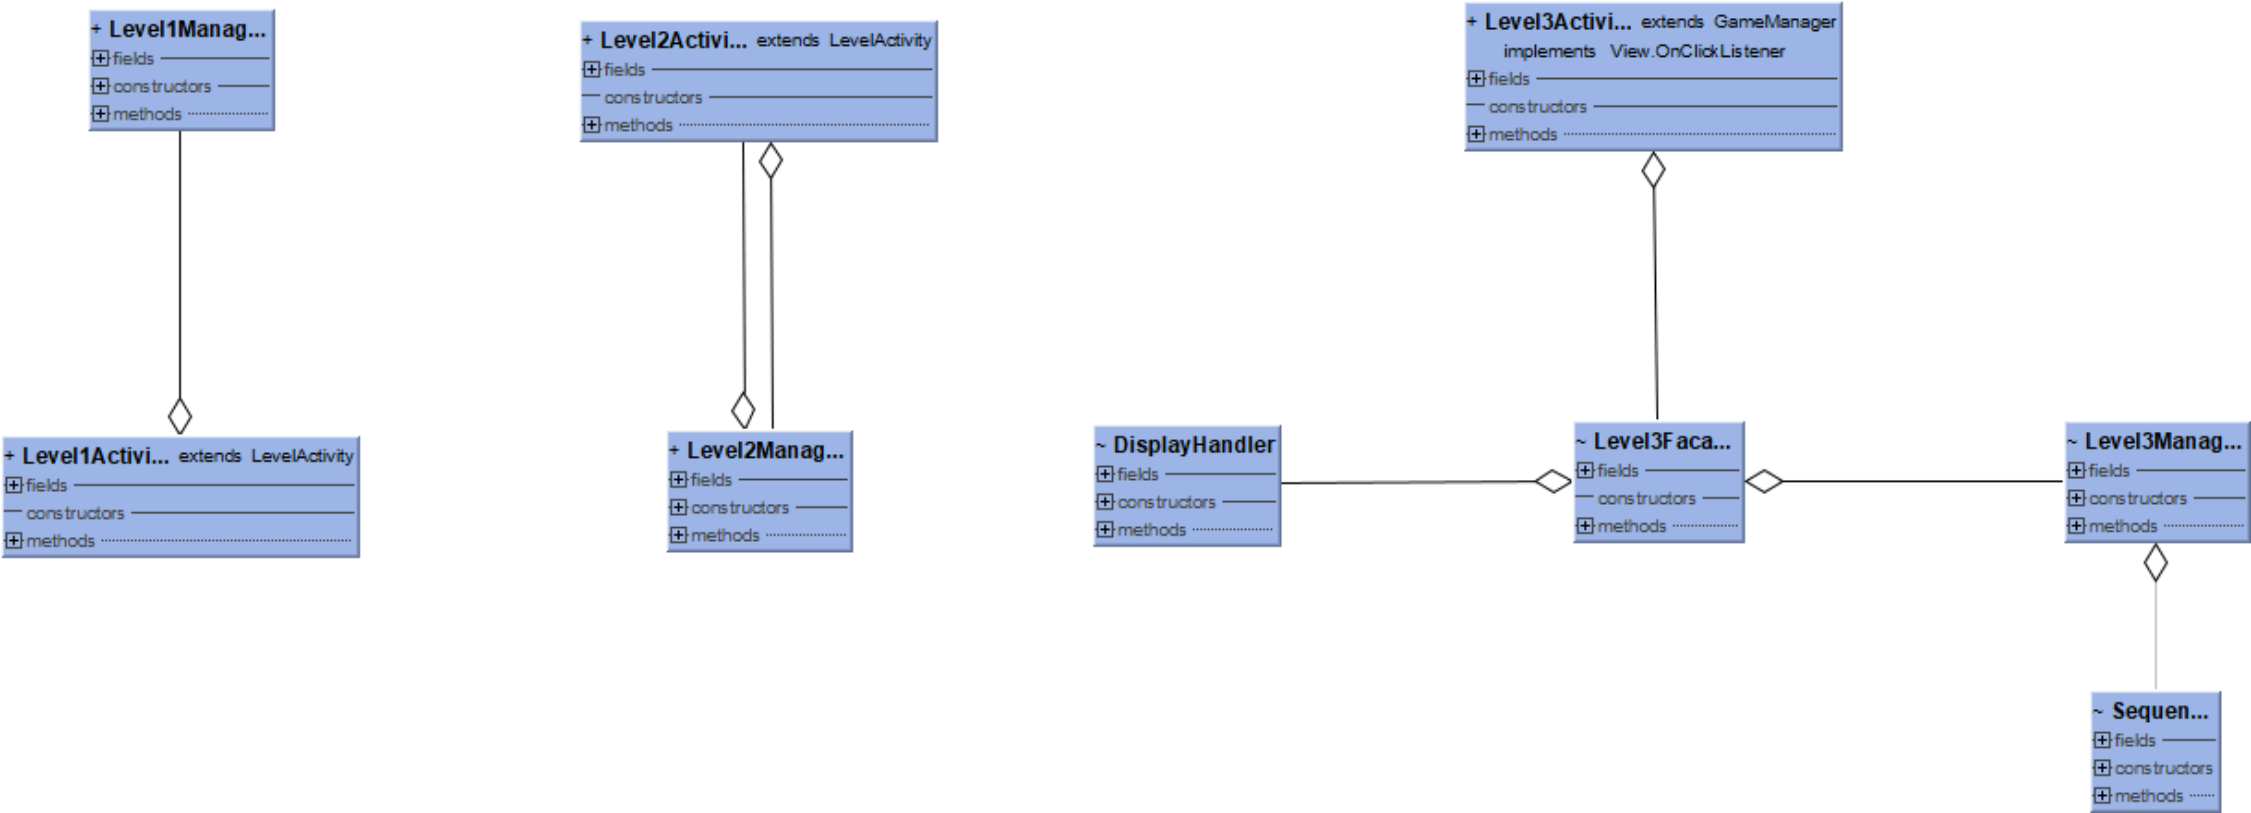 + Level1Manag...
fields
constructors
methods
+ Level2Activi... extends LevelActivity
fields
constructors
methods
+ Level3Activi... extends GameManager
implements View.OnClickListener
fields
constructors
methods
+ Level1Activi... extends LevelActivity
fields
constructors
methods
+ Level2Manag...
fields
constructors
methods
~ DisplayHandler
fields
constructors
methods
~ Level3Faca...
fields
constructors
methods
~ Level3Manag...
fields
constructors
methods
~ Sequen...
fields
constructors
methods